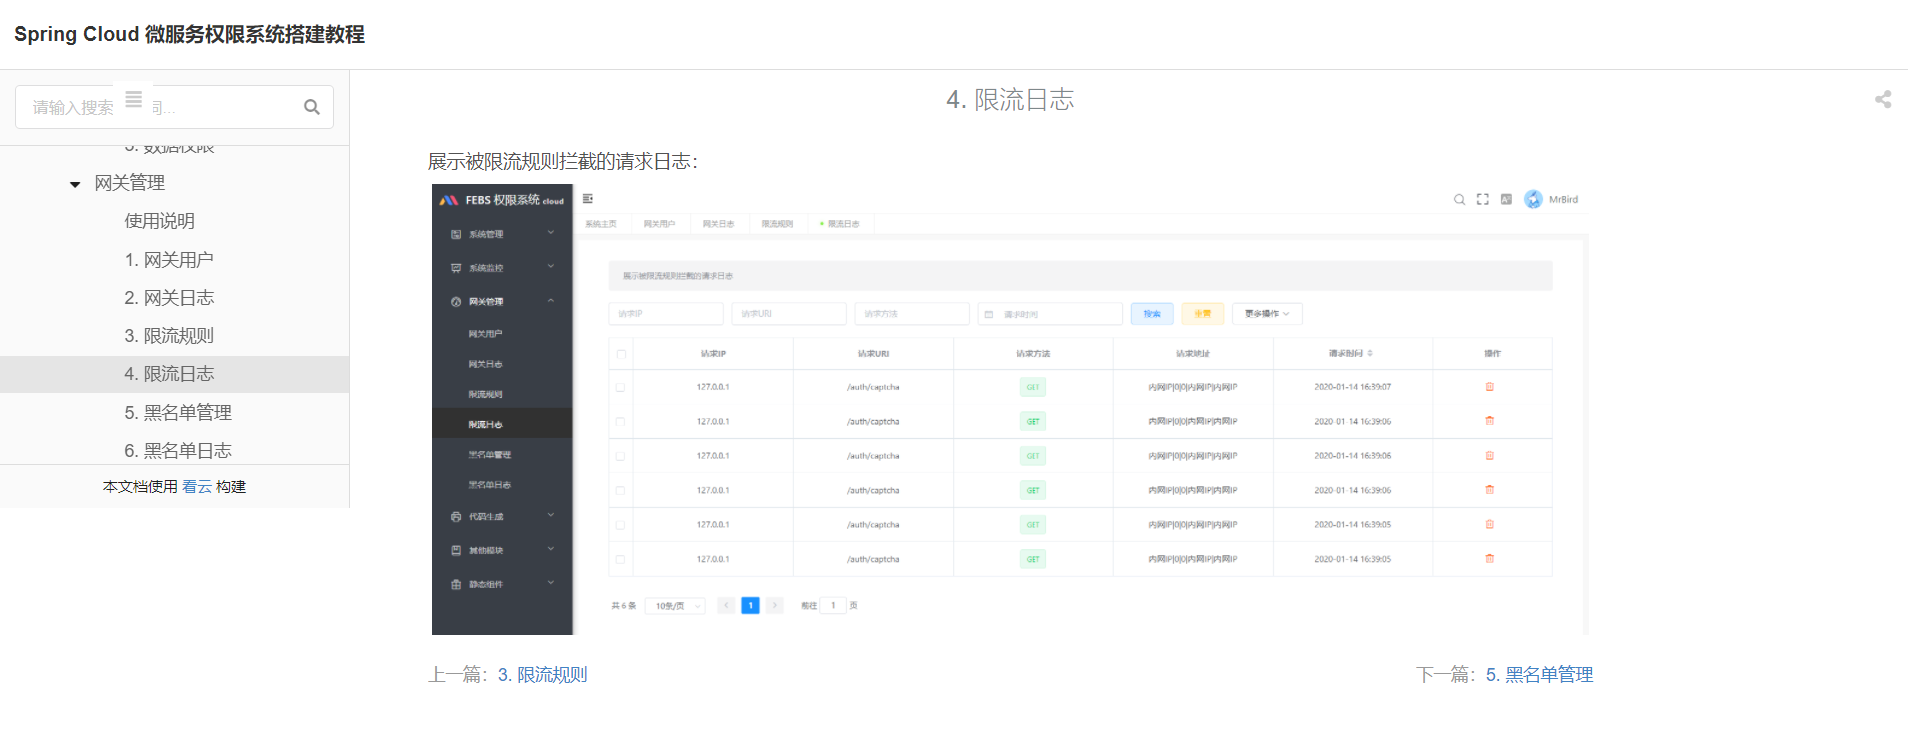 Spring Cloud 微服务权限系统搭建教程
请输入搜索 词...
3. 数据权限
网关管理
使用说明
1. 网关用户
2. 网关日志
3. 限流规则
4. 限流日志
5. 黑名单管理
6. 黑名单日志
本文档使用 看云 构建
4. 限流日志
展示被限流规则拦截的请求日志：
FEBS 权限系统 cloud
MrBird
系统主页 网关用户 网关日志 限流规则 限流日志
系统管理
系统监控
网关管理
网关用户
网关日志
限流规则
限流日志
黑名单管理
黑名单日志
代码生成
其他模块
静态组件
展示被限流规则拦截的请求日志
请求IP 请求URI 请求方法 请求时间 搜索 重置 更多操作
请求IP 请求URI 请求方法 请求地址 请求时间 操作
127.0.0.1 /auth/captcha GET 内网IP|0|0|内网IP|内网IP 2020-01-14 16:39:07
127.0.0.1 /auth/captcha GET 内网IP|0|0|内网IP|内网IP 2020-01-14 16:39:06
127.0.0.1 /auth/captcha GET 内网IP|0|0|内网IP|内网IP 2020-01-14 16:39:06
127.0.0.1 /auth/captcha GET 内网IP|0|0|内网IP|内网IP 2020-01-14 16:39:06
127.0.0.1 /auth/captcha GET 内网IP|0|0|内网IP|内网IP 2020-01-14 16:39:05
127.0.0.1 /auth/captcha GET 内网IP|0|0|内网IP|内网IP 2020-01-14 16:39:05
共 6 条 10条/页 1 前往 1 页
上一篇：3. 限流规则
下一篇：5. 黑名单管理